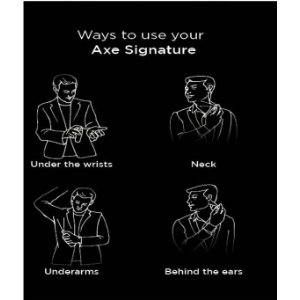 Ways to use your
Axe Signature
Under the wrists
Neck
Underarms
Behind the ears